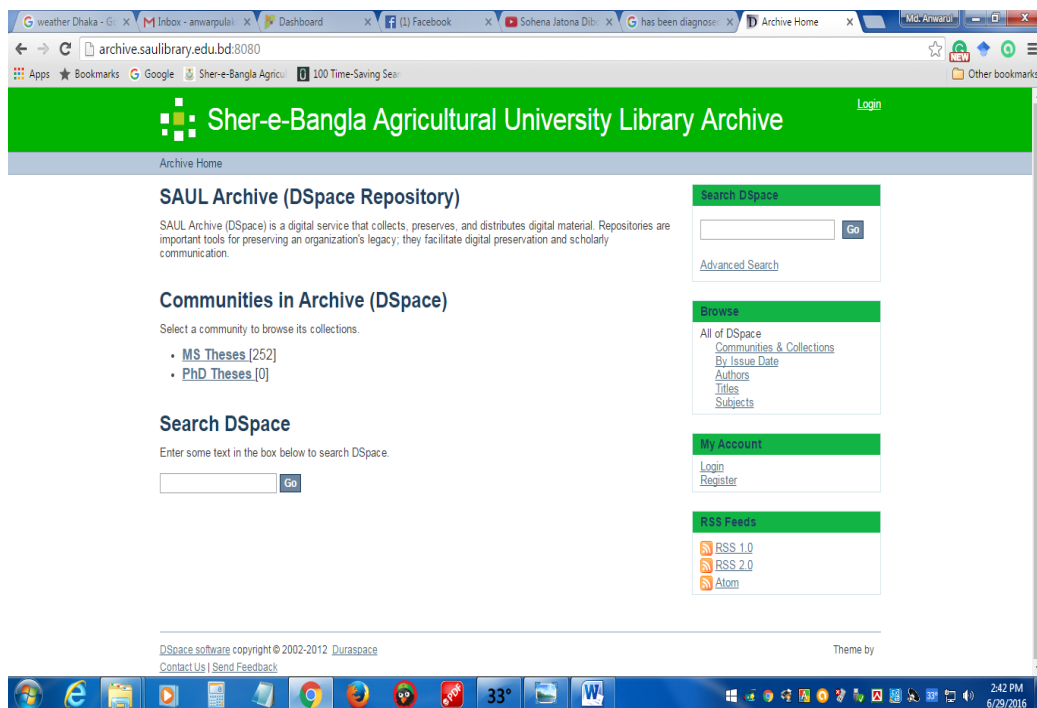 G weather Dhaka - Go
Inbox - anwarpulak
Dashboard
(1) Facebook
Sohena Jatona Dibo
G has been diagnosed
Archive Home
Md. Anwarul
archive.saulibrary.edu.bd:8080
NEW
Apps
Bookmarks
Google
Sher-e-Bangla Agricul
100 Time-Saving Sear
Other bookmarks
Login
Sher-e-Bangla Agricultural University Library Archive
Archive Home
SAUL Archive (DSpace Repository)
SAUL Archive (DSpace) is a digital service that collects, preserves, and distributes digital material. Repositories are
important tools for preserving an organization's legacy; they facilitate digital preservation and scholarly
communication.
Communities in Archive (DSpace)
Select a community to browse its collections.
• MS Theses [252]
• PhD Theses [0]
Search DSpace
Enter some text in the box below to search DSpace.
Go
Search DSpace
Go
Advanced Search
Browse
All of DSpace
Communities & Collections
By Issue Date
Authors
Titles
Subjects
My Account
Login
Register
RSS Feeds
RSS 1.0
RSS 2.0
Atom
DSpace software copyright © 2002-2012 Duraspace
Theme by
Contact Us | Send Feedback
33°
2:42 PM
6/29/2016